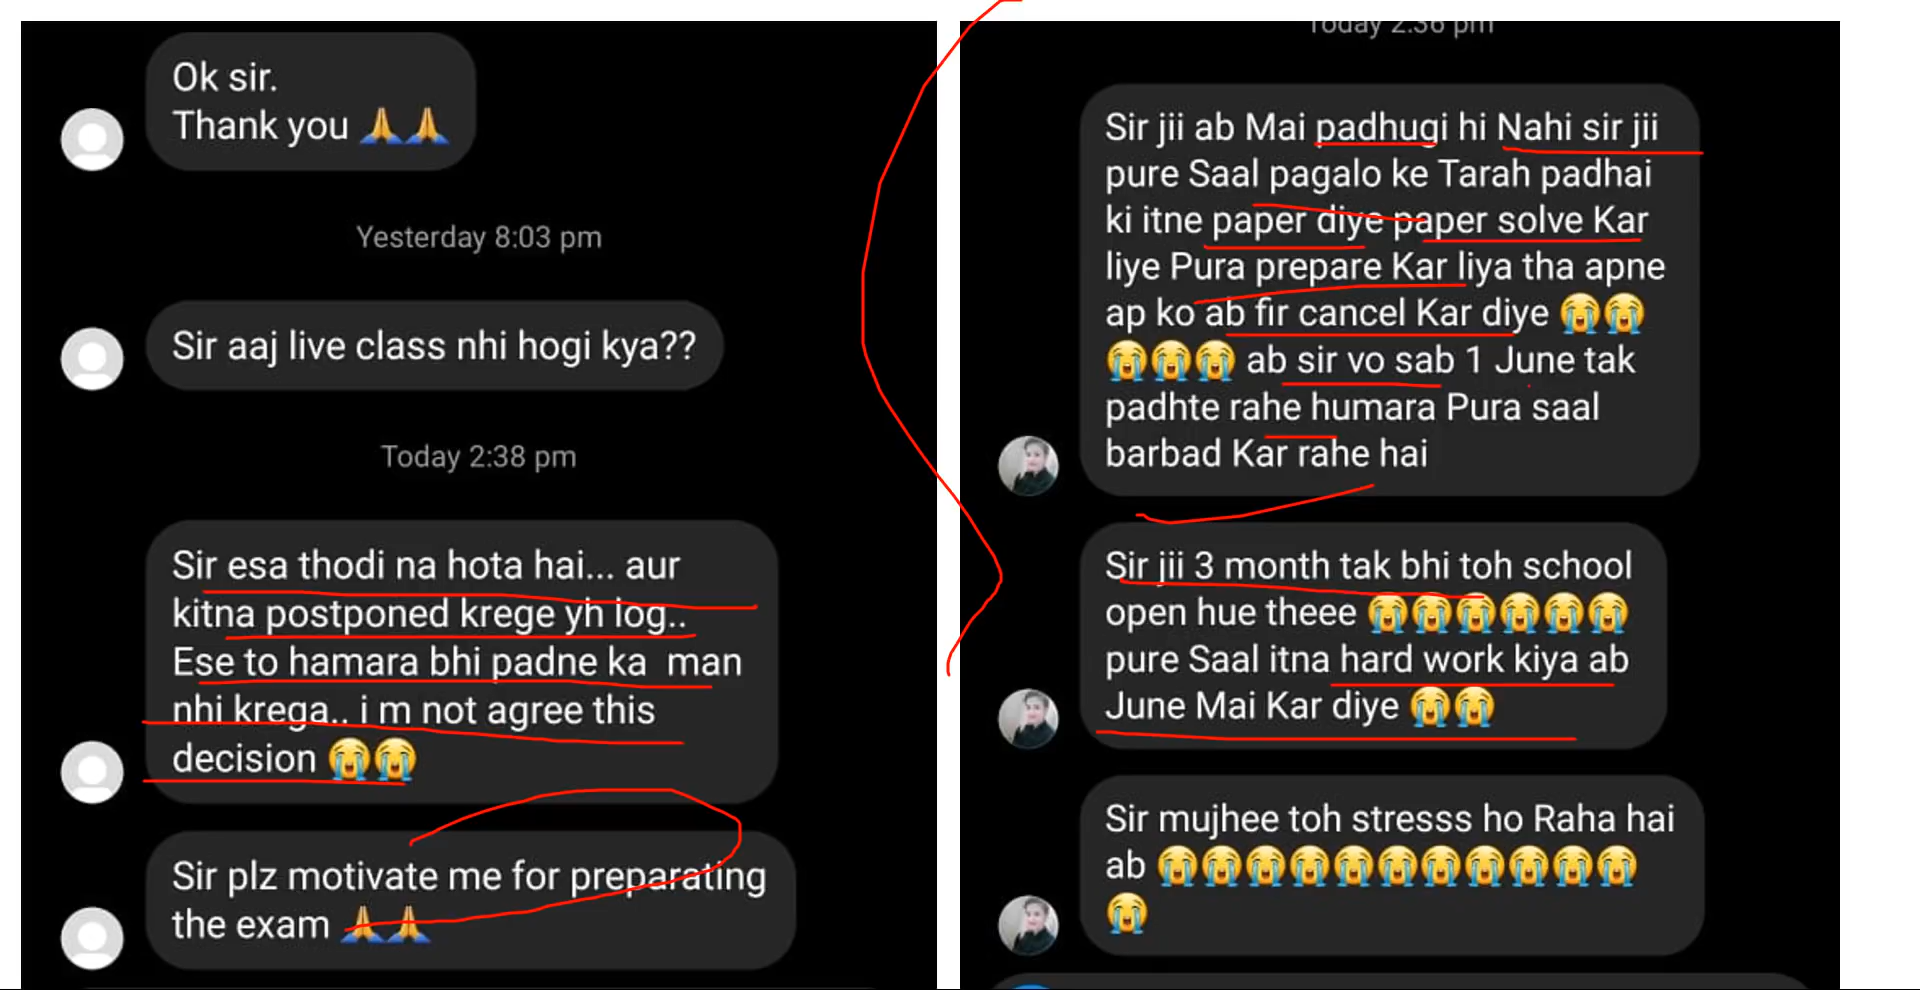 Ok sir.
Thank you 🙏🙏
Yesterday 8:03 pm
Sir aaj live class nhi hogi kya??
Today 2:38 pm
Sir esa thodi na hota hai... aur
kitna postponed krege yh log..
Ese to hamara bhi padne ka man
nhi krega.. i m not agree this
decision 😭😭
Sir plz motivate me for preparating
the exam 🙏🙏
Today 2:36 pm
Sir jii ab Mai padhugi hi Nahi sir jii
pure Saal pagalo ke Tarah padhai
ki itne paper diye paper solve Kar
liye Pura prepare Kar liya tha apne
ap ko ab fir cancel Kar diye 😭😭
😭😭😭 ab sir vo sab 1 June tak
padhte rahe humara Pura saal
barbad Kar rahe hai
Sir jii 3 month tak bhi toh school
open hue theee 😭😭😭😭😭😭
pure Saal itna hard work kiya ab
June Mai Kar diye 😭😭
Sir mujhee toh stresss ho Raha hai
ab 😭😭😭😭😭😭😭😭😭😭😭
😭